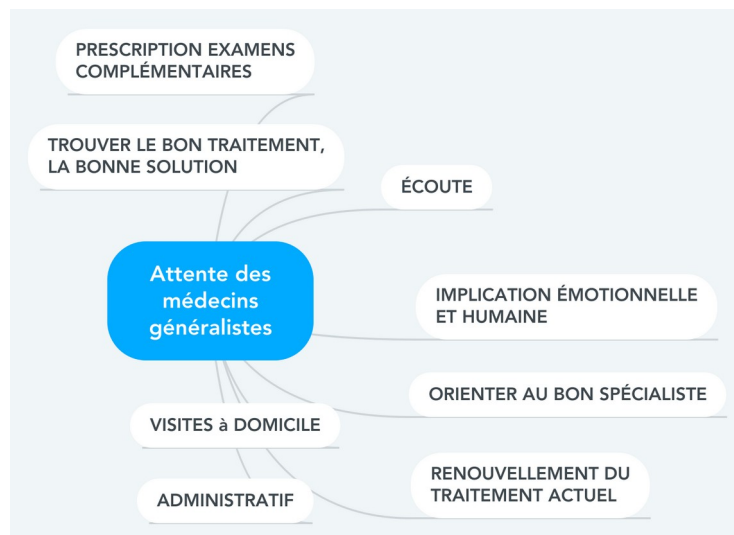 PRESCRIPTION EXAMENS
COMPLÉMENTAIRES
TROUVER LE BON TRAITEMENT,
LA BONNE SOLUTION
ÉCOUTE
Attente des
médecins
généralistes
IMPLICATION ÉMOTIONNELLE
ET HUMAINE
ORIENTER AU BON SPÉCIALISTE
VISITES à DOMICILE
RENOUVELLEMENT DU
TRAITEMENT ACTUEL
ADMINISTRATIF